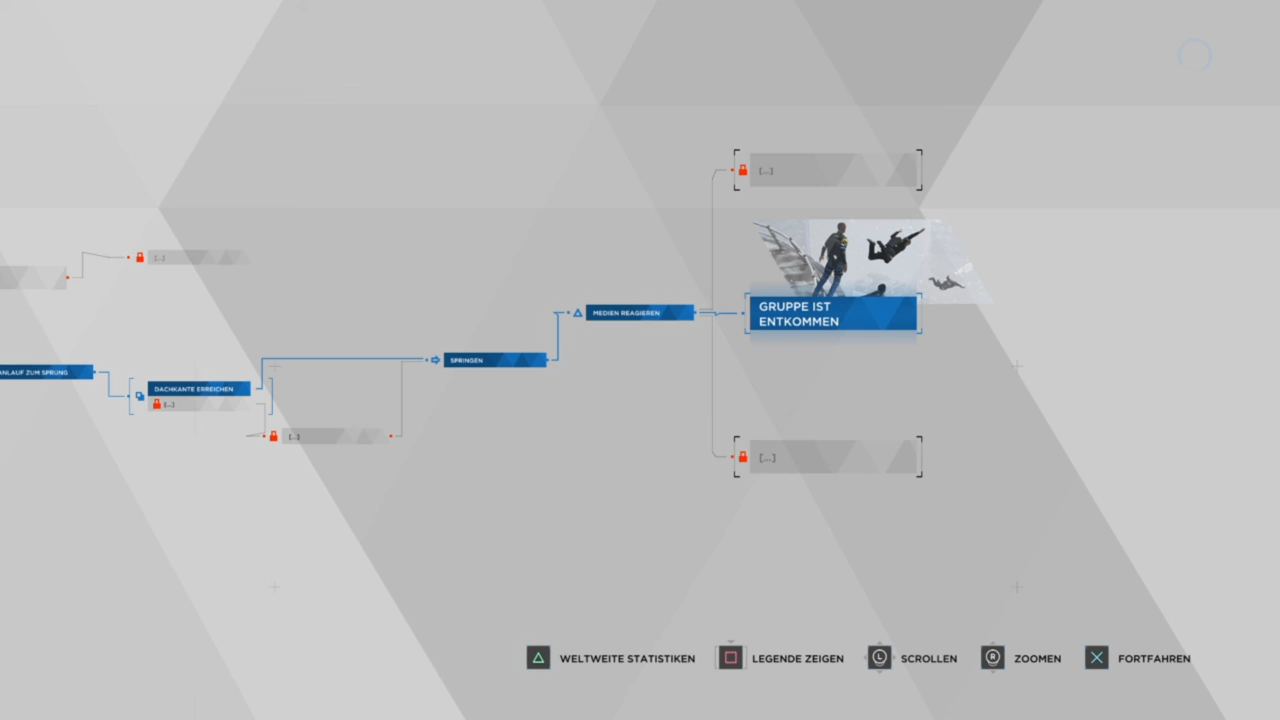 [...]
GRUPPE IST
ENTKOMMEN
[...]
MEDIEN REAGIEREN
SPRINGEN
ANLAUF ZUM SPRUNG
DACHKANTE ERREICHEN
[...]
[...]
[...]
WELTWEITE STATISTIKEN
LEGENDE ZEIGEN
L
SCROLLEN
R
ZOOMEN
FORTFAHREN